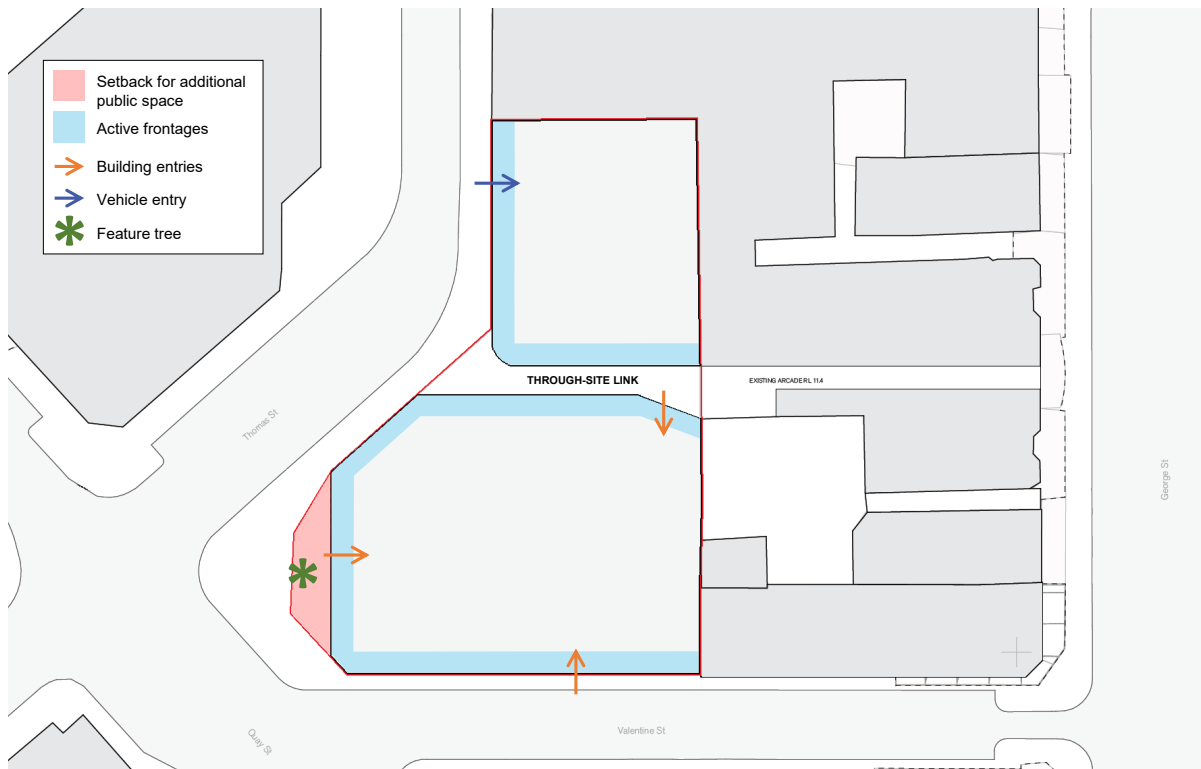 Setback for additional
public space
Active frontages
Building entries
Vehicle entry
Feature tree
THROUGH-SITE LINK
EXISTING ARCADE RL 11.4
Thomas St
George St
Quay St
Valentine St